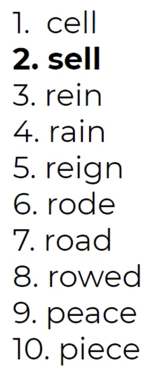 1. cell
2. sell
3. rein
4. rain
5. reign
6. rode
7. road
8. rowed
9. peace
10. piece